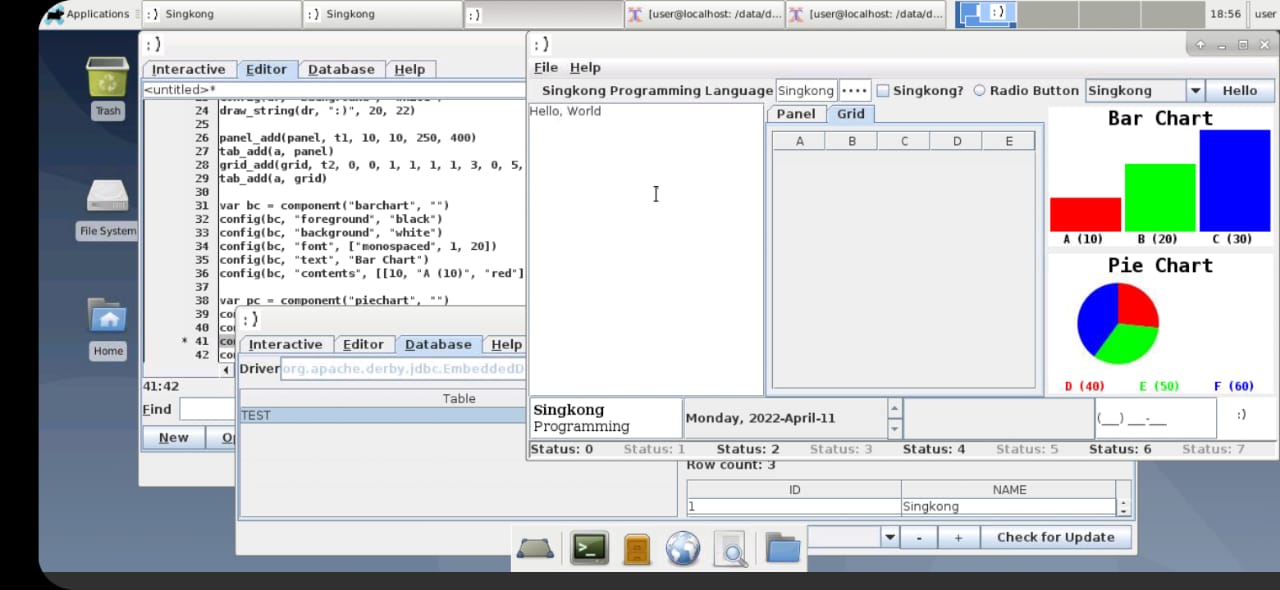 Applications
:) Singkong
:) Singkong
:)
[user@localhost: /data/d...
[user@localhost: /data/d...
:)
18:56
user
Trash
File System
Home
:)
Interactive Editor Database Help
<untitled>*
24 draw_string(dr, ":)", 20, 22)
25
26 panel_add(panel, t1, 10, 10, 250, 400)
27 tab_add(a, panel)
28 grid_add(grid, t2, 0, 0, 1, 1, 1, 1, 3, 0, 5,
29 tab_add(a, grid)
30
31 var bc = component("barchart", "")
32 config(bc, "foreground", "black")
33 config(bc, "background", "white")
34 config(bc, "font", ["monospaced", 1, 20])
35 config(bc, "text", "Bar Chart")
36 config(bc, "contents", [[10, "A (10)", "red"]
37
38 var pc = component("piechart", "")
39 co
40 co
* 41 co
42 co
41:42
Find
New
:)
Interactive Editor Database Help
Driver org.apache.derby.jdbc.EmbeddedD
Table
TEST
Row count: 3
ID NAME
1 Singkong
- + Check for Update
:)
File Help
Singkong Programming Language Singkong •••• Singkong? Radio Button Singkong Hello
Hello, World
Panel Grid
A B C D E
Bar Chart
A (10) B (20) C (30)
Pie Chart
D (40) E (50) F (60)
Singkong
Programming
Monday, 2022-April-11
(__) ___-___
:)
Status: 0 Status: 1 Status: 2 Status: 3 Status: 4 Status: 5 Status: 6 Status: 7